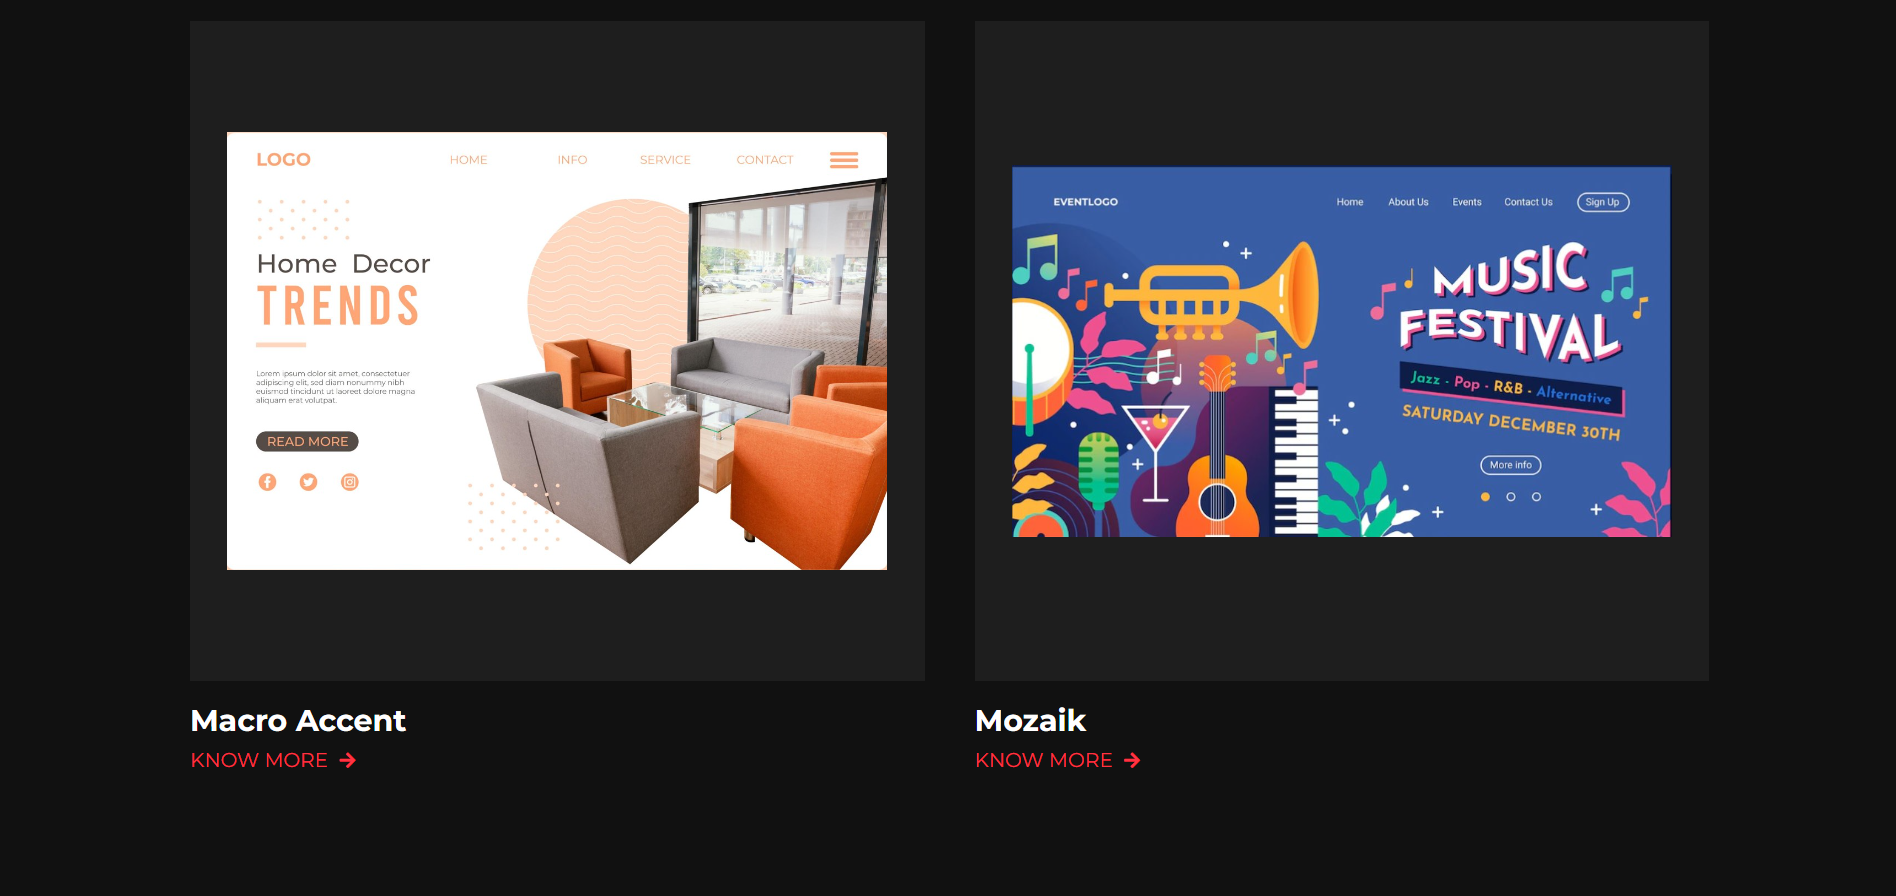 LOGO
HOME INFO SERVICE CONTACT
Home Decor
TRENDS
Lorem ipsum dolor sit amet, consectetuer
adipiscing elit, sed diam nonummy nibh
euismod tincidunt ut laoreet dolore magna
aliquam erat volutpat.
READ MORE
Macro Accent
KNOW MORE →
EVENTLOGO
Home About Us Events Contact Us Sign Up
MUSIC
FESTIVAL
Jazz - Pop - R&B - Alternative
SATURDAY DECEMBER 30TH
More info
Mozaik
KNOW MORE →